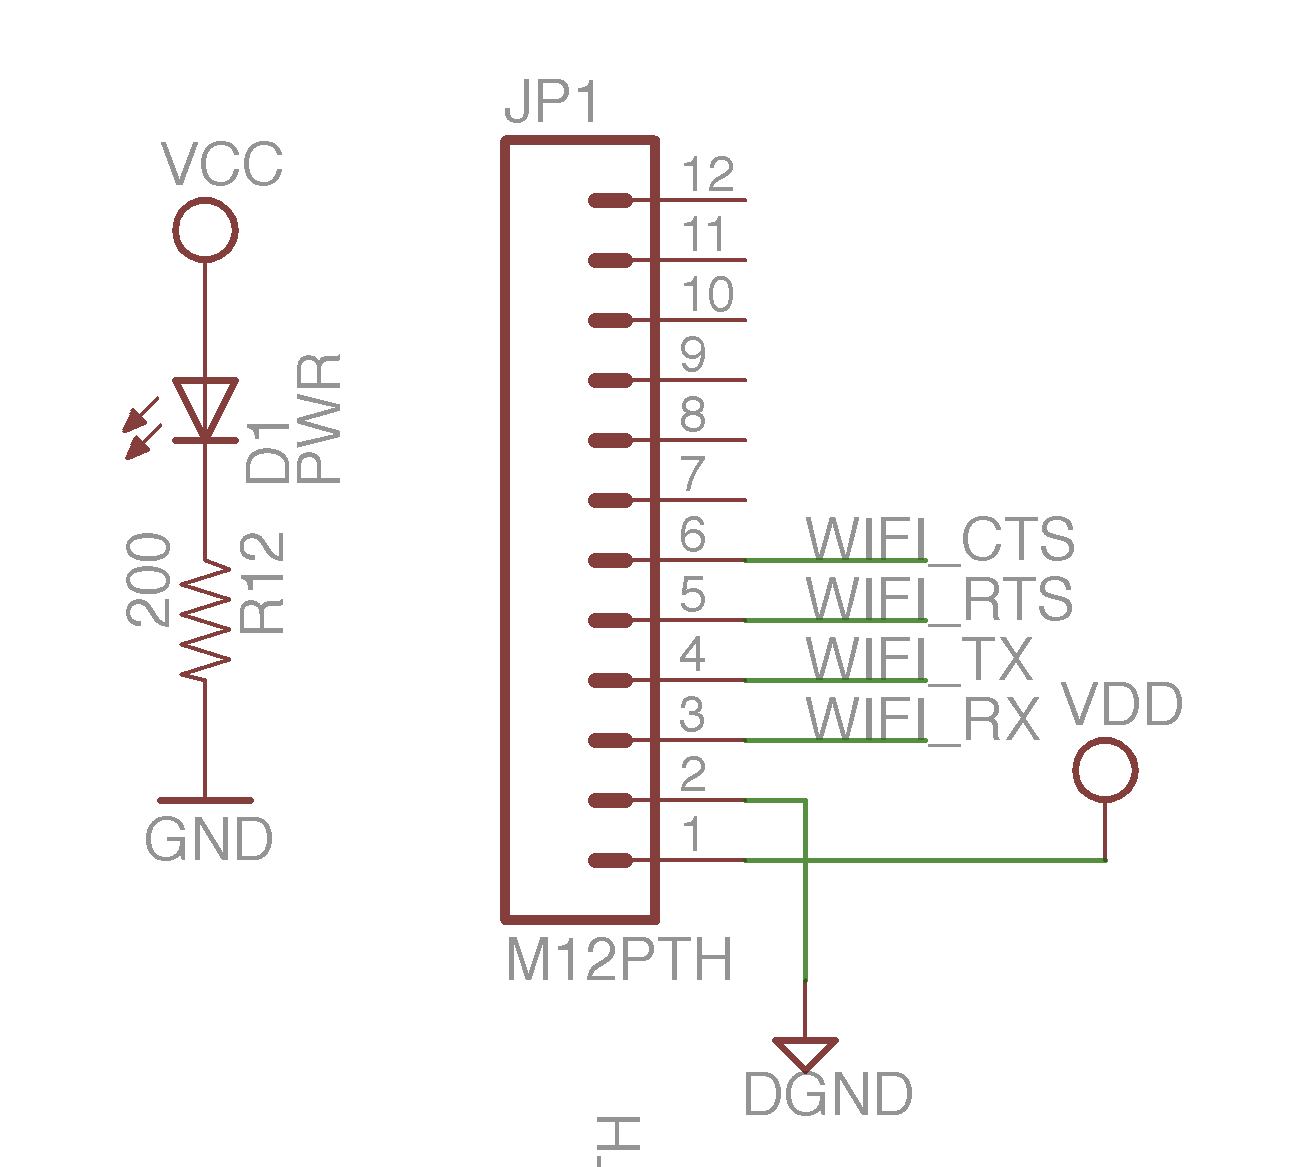 JP1
VCC
12
11
10
9
8
7
6
WIFI_CTS
5
WIFI_RTS
4
WIFI_TX
3
WIFI_RX
2
1
VDD
D1
PWR
200
R12
GND
M12PTH
DGND
H